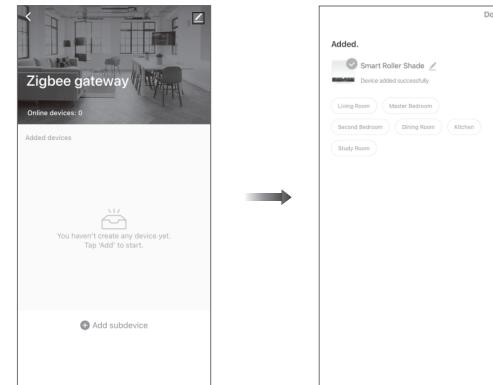 Zigbee gateway
Online devices: 0
Added devices
You haven't create any device yet.
Tap 'Add' to start.
Add subdevice
Added.
Smart Roller Shade
Device added successfully
Living Room
Master Bedroom
Second Bedroom
Dining Room
Kitchen
Study Room